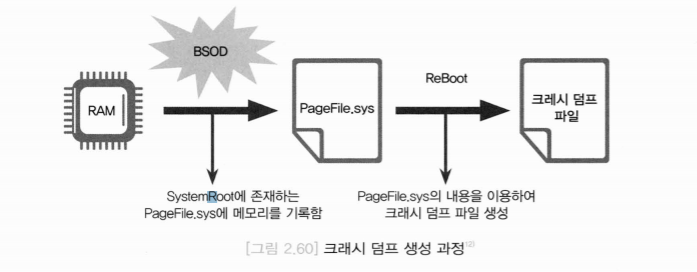 BSOD
RAM
PageFile.sys
ReBoot
크레시 덤프
파일
SystemRoot에 존재하는
PageFile.sys에 메모리를 기록함
PageFile.sys의 내용을 이용하여
크래시 덤프 파일 생성
[그림 2.60] 크래시 덤프 생성 과정(2)